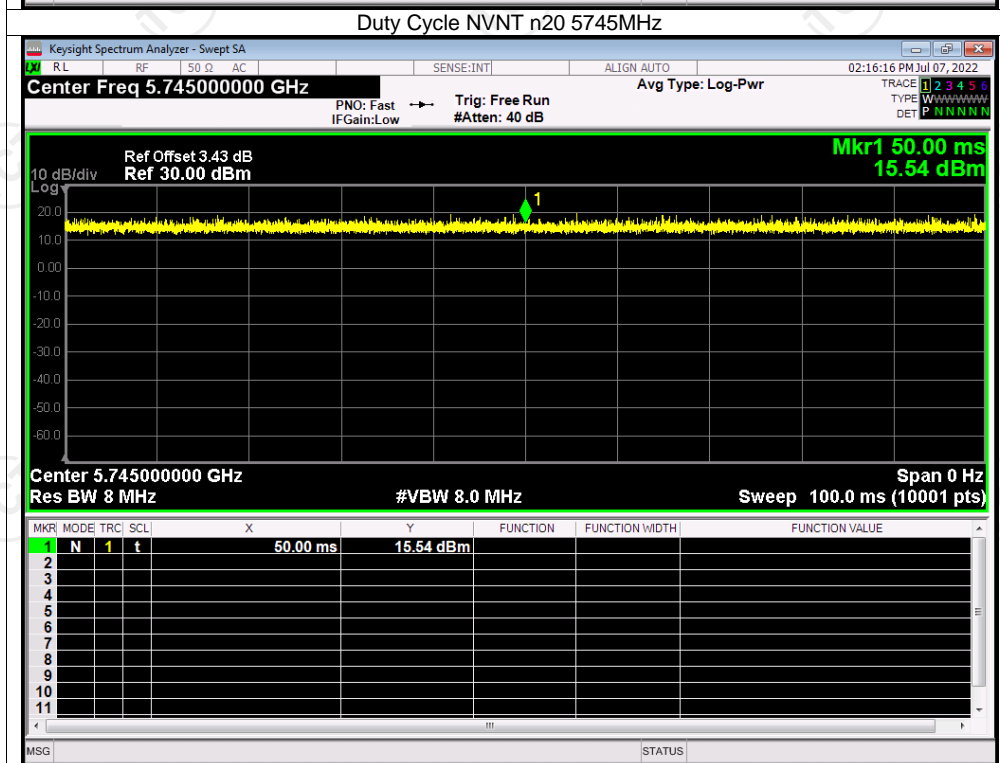 Duty Cycle NVNT n20 5745MHz
Keysight Spectrum Analyzer - Swept SA
LXI RL RF 50 Ω AC SENSE:INT ALIGN AUTO 02:16:16 PM Jul 07, 2022
Center Freq 5.745000000 GHz
PNO: Fast
IFGain:Low
Trig: Free Run
#Atten: 40 dB
Avg Type: Log-Pwr
TRACE 1 2 3 4 5 6
TYPE WWWWWW
DET P N N N N N
Mkr1 50.00 ms
15.54 dBm
Ref Offset 3.43 dB
10 dB/div Ref 30.00 dBm
Log
1
20.0
10.0
0.00
-10.0
-20.0
-30.0
-40.0
-50.0
-60.0
Center 5.745000000 GHz Span 0 Hz
Res BW 8 MHz #VBW 8.0 MHz Sweep 100.0 ms (10001 pts)
MKR MODE TRC SCL X Y FUNCTION FUNCTION WIDTH FUNCTION VALUE
1 N 1 t 50.00 ms 15.54 dBm
2
3
4
5
6
7
8
9
10
11
MSG STATUS